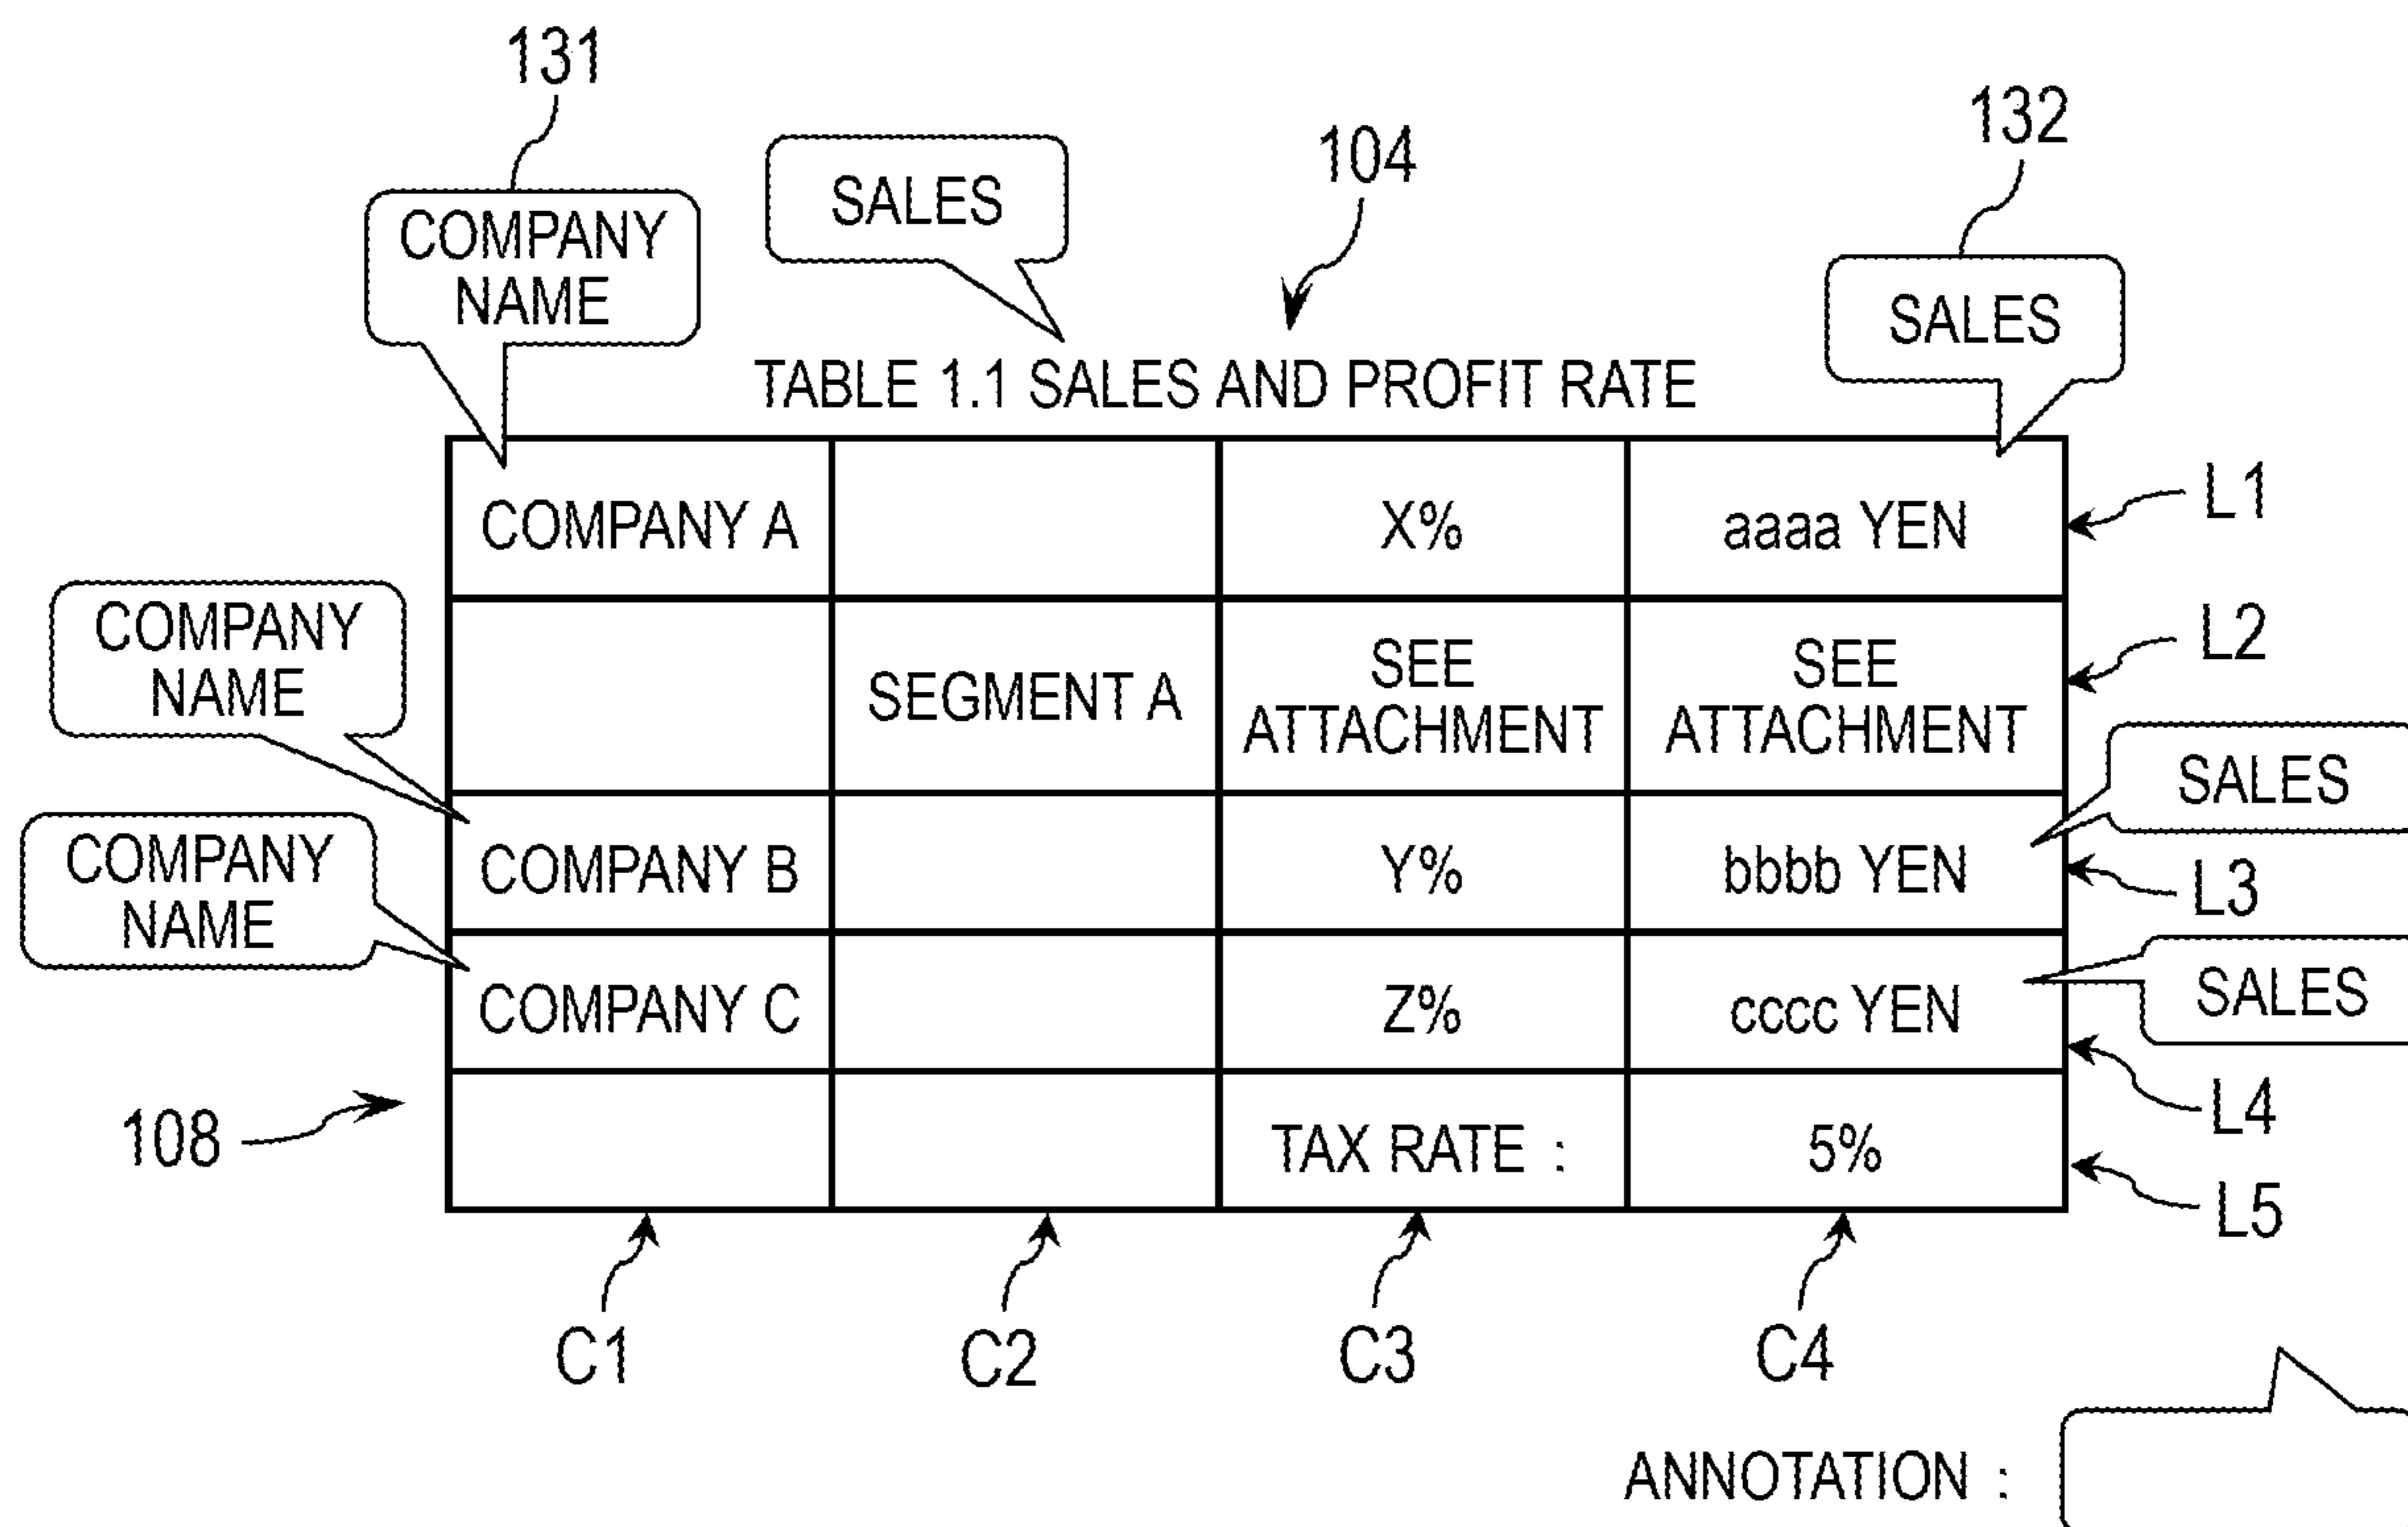 131
132
104
SALES
COMPANY
NAME
SALES
TABLE 1.1 SALES AND PROFIT RATE
COMPANY A
X%
aaaa YEN
L1
COMPANY
NAME
SEGMENT A
SEE
ATTACHMENT
SEE
ATTACHMENT
L2
SALES
COMPANY
NAME
COMPANY B
Y%
bbbb YEN
L3
COMPANY C
Z%
cccc YEN
SALES
L4
108
TAX RATE :
5%
L5
C1
C2
C3
C4
ANNOTATION :